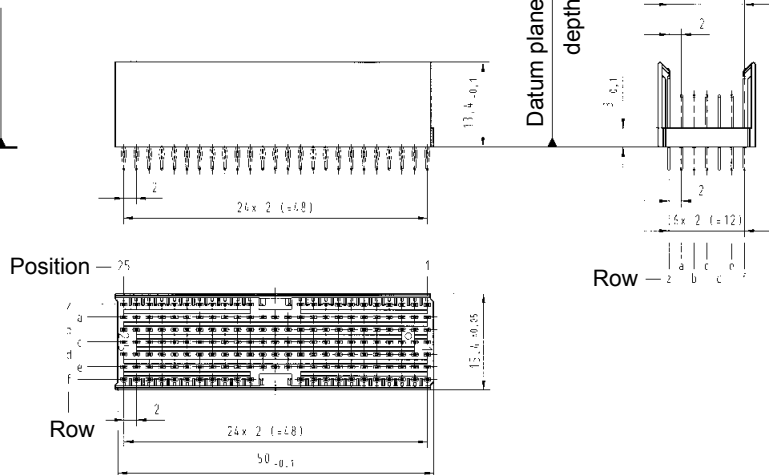 2
Datum plane
depth
13,4 -0,1
3 -0,1
2
24x 2 (=48)
2
6x 2 (=12)
Position
25
1
Row
z
a
b
c
d
e
f
z
a
b
c
d
e
f
13,4 ±0,05
2
Row
24x 2 (=48)
50 -0,1